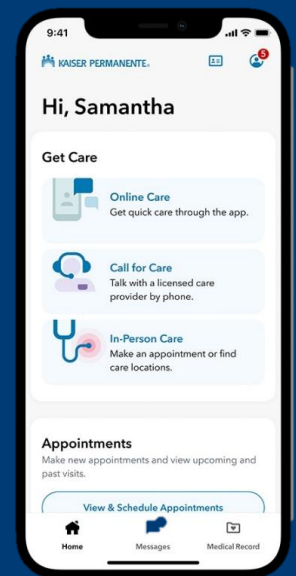 9:41
KAISER PERMANENTE®
5
Hi, Samantha
Get Care
Online Care
Get quick care through the app.
Call for Care
Talk with a licensed care
provider by phone.
In-Person Care
Make an appointment or find
care locations.
Appointments
Make new appointments and view upcoming and
past visits.
View & Schedule Appointments
Home
Messages
Medical Record